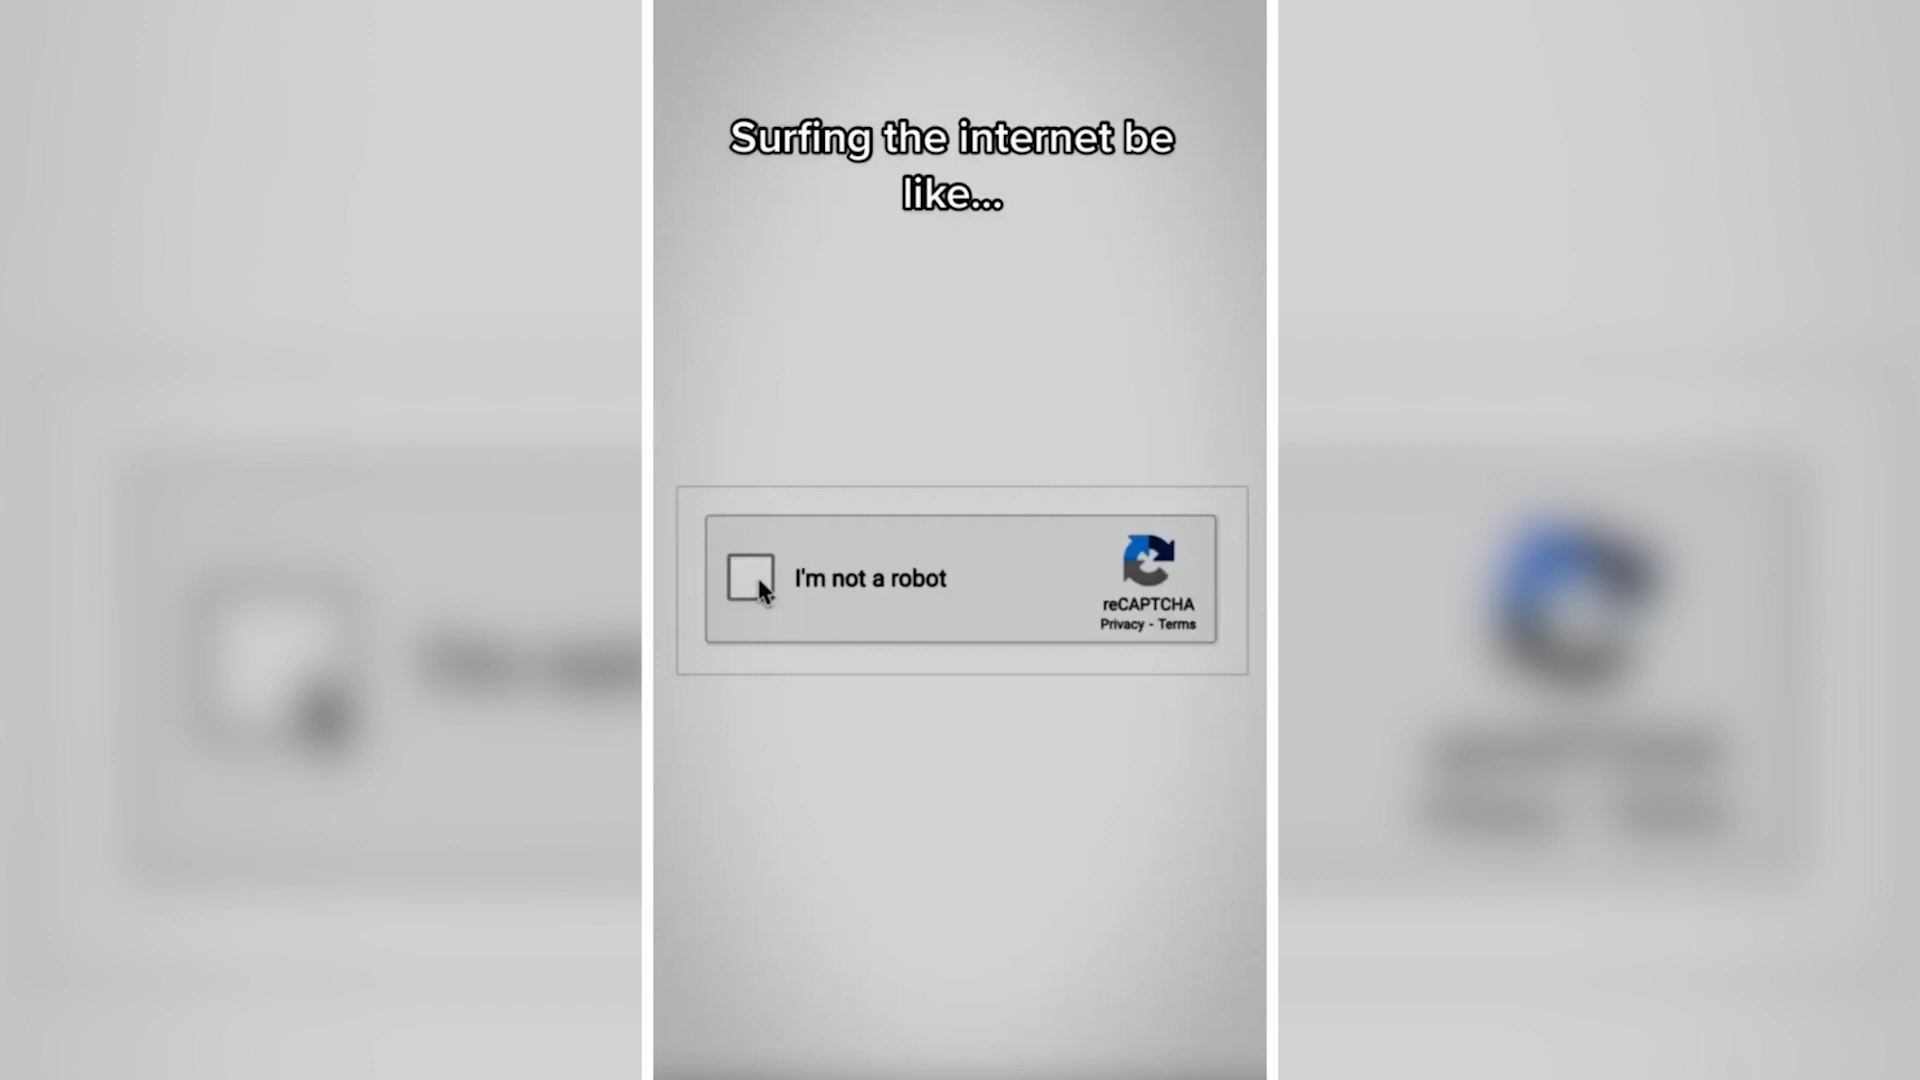 Surfing the internet be
like...
I'm not a robot
reCAPTCHA
Privacy - Terms